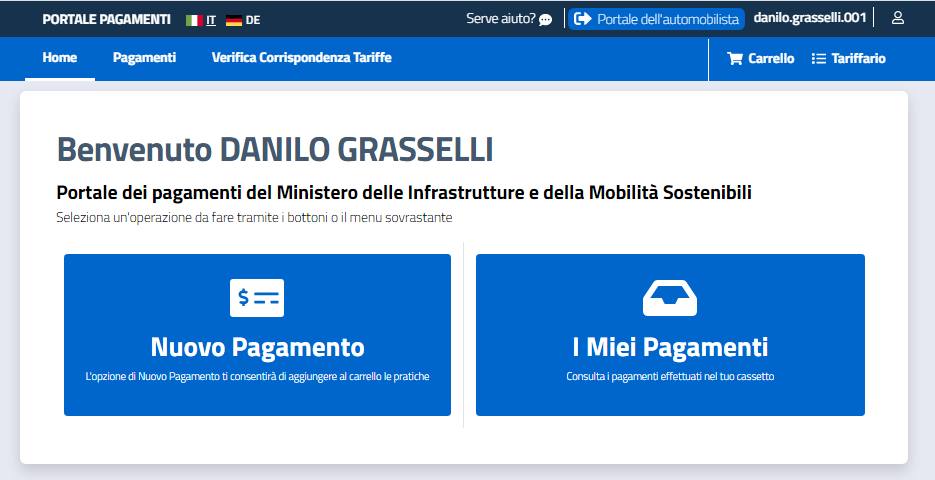 PORTALE PAGAMENTI IT DE Serve aiuto? Portale dell'automobilista danilo.grasselli.001
Home Pagamenti Verifica Corrispondenza Tariffe Carrello Tariffario
Benvenuto DANILO GRASSELLI
Portale dei pagamenti del Ministero delle Infrastrutture e della Mobilità Sostenibili
Seleziona un'operazione da fare tramite i bottoni o il menu sovrastante
$
Nuovo Pagamento
L'opzione di Nuovo Pagamento ti consentirà di aggiungere al carrello le pratiche
I Miei Pagamenti
Consulta i pagamenti effettuati nel tuo cassetto